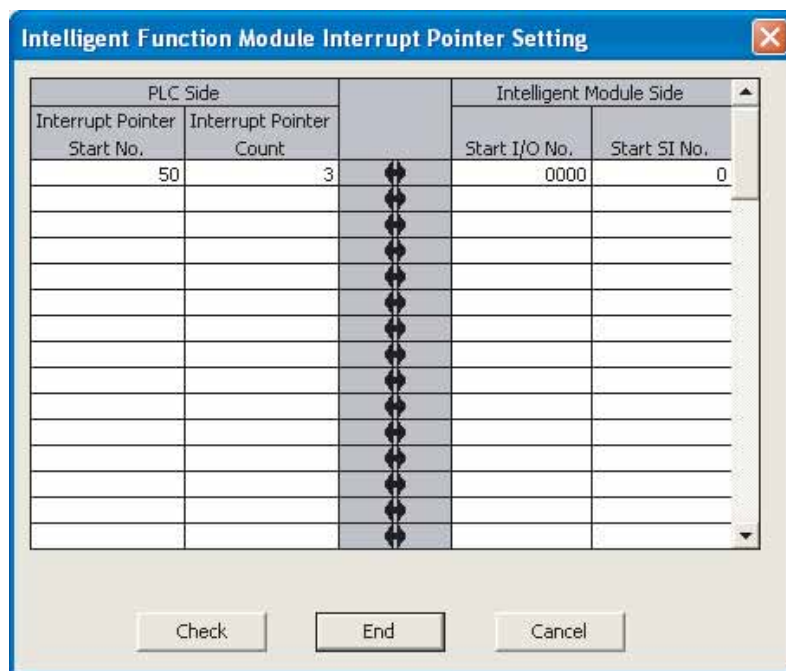 Intelligent Function Module Interrupt Pointer Setting
PLC Side Intelligent Module Side
Interrupt Pointer Interrupt Pointer
Start No. Count Start I/O No. Start SI No.
50 3 0000 0
Check End Cancel